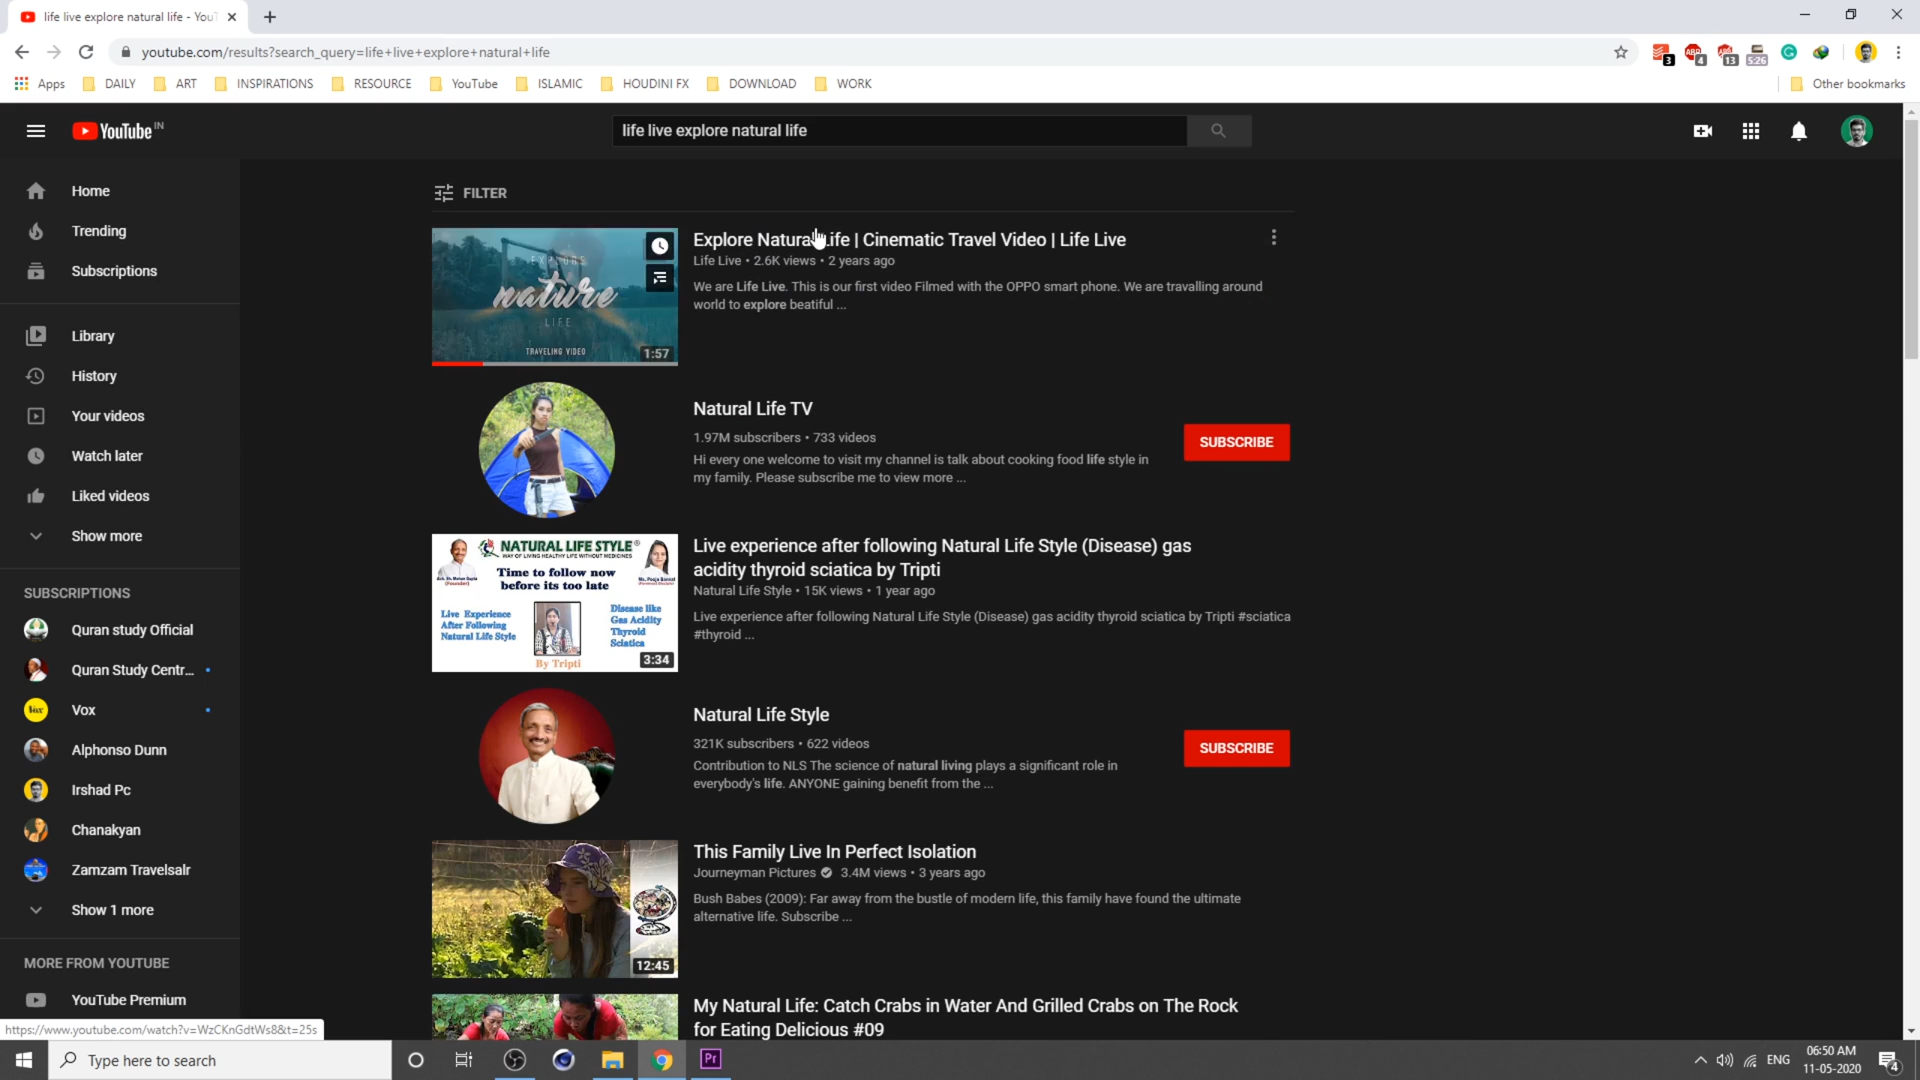 life live explore natural life - YouT
youtube.com/results?search_query=life+live+explore+natural+life
3
4
13
5:26
Apps
DAILY
ART
INSPIRATIONS
RESOURCE
YouTube
ISLAMIC
HOUDINI FX
DOWNLOAD
WORK
Other bookmarks
YouTube IN
life live explore natural life
Home
Trending
Subscriptions
Library
History
Your videos
Watch later
Liked videos
Show more
SUBSCRIPTIONS
Quran study Official
Quran Study Centr...
Vox
Alphonso Dunn
Irshad Pc
Chanakyan
Zamzam Travelsalr
Show 1 more
MORE FROM YOUTUBE
YouTube Premium
FILTER
EXPLORE
nature
LIFE
TRAVELING VIDEO
1:57
Explore Natural Life | Cinematic Travel Video | Life Live
Life Live • 2.6K views • 2 years ago
We are Life Live. This is our first video Filmed with the OPPO smart phone. We are travalling around
world to explore beatiful ...
Natural Life TV
1.97M subscribers • 733 videos
Hi every one welcome to visit my channel is talk about cooking food life style in
my family. Please subscribe me to view more ...
SUBSCRIBE
NATURAL LIFE STYLE®
WAY OF LIVING HEALTHY LIFE WITHOUT MEDICINES
Time to follow now
before its too late
Live Experience
After Following
Natural Life Style
Disease like
Gas Acidity
Thyroid
Sciatica
By Tripti
3:34
Live experience after following Natural Life Style (Disease) gas
acidity thyroid sciatica by Tripti
Natural Life Style • 15K views • 1 year ago
Live experience after following Natural Life Style (Disease) gas acidity thyroid sciatica by Tripti #sciatica
#thyroid ...
Natural Life Style
321K subscribers • 622 videos
Contribution to NLS The science of natural living plays a significant role in
everybody's life. ANYONE gaining benefit from the ...
SUBSCRIBE
12:45
This Family Live In Perfect Isolation
Journeyman Pictures 3.4M views • 3 years ago
Bush Babes (2009): Far away from the bustle of modern life, this family have found the ultimate
alternative life. Subscribe ...
My Natural Life: Catch Crabs in Water And Grilled Crabs on The Rock
for Eating Delicious #09
https://www.youtube.com/watch?v=WzCKnGdtWs8&t=25s
Type here to search
Pr
ENG
06:50 AM
11-05-2020
4